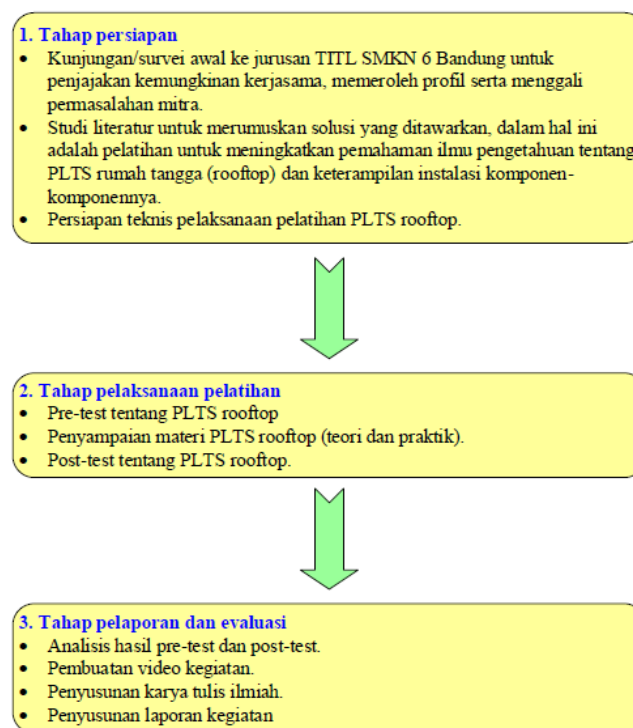 1. Tahap persiapan
• Kunjungan/survei awal ke jurusan TITL SMKN 6 Bandung untuk
penjajakan kemungkinan kerjasama, memeroleh profil serta menggali
permasalahan mitra.
• Studi literatur untuk merumuskan solusi yang ditawarkan, dalam hal ini
adalah pelatihan untuk meningkatkan pemahaman ilmu pengetahuan tentang
PLTS rumah tangga (rooftop) dan keterampilan instalasi komponen-
komponennya.
• Persiapan teknis pelaksanaan pelatihan PLTS rooftop.
2. Tahap pelaksanaan pelatihan
• Pre-test tentang PLTS rooftop
• Penyampaian materi PLTS rooftop (teori dan praktik).
• Post-test tentang PLTS rooftop.
3. Tahap pelaporan dan evaluasi
• Analisis hasil pre-test dan post-test.
• Pembuatan video kegiatan.
• Penyusunan karya tulis ilmiah.
• Penyusunan laporan kegiatan